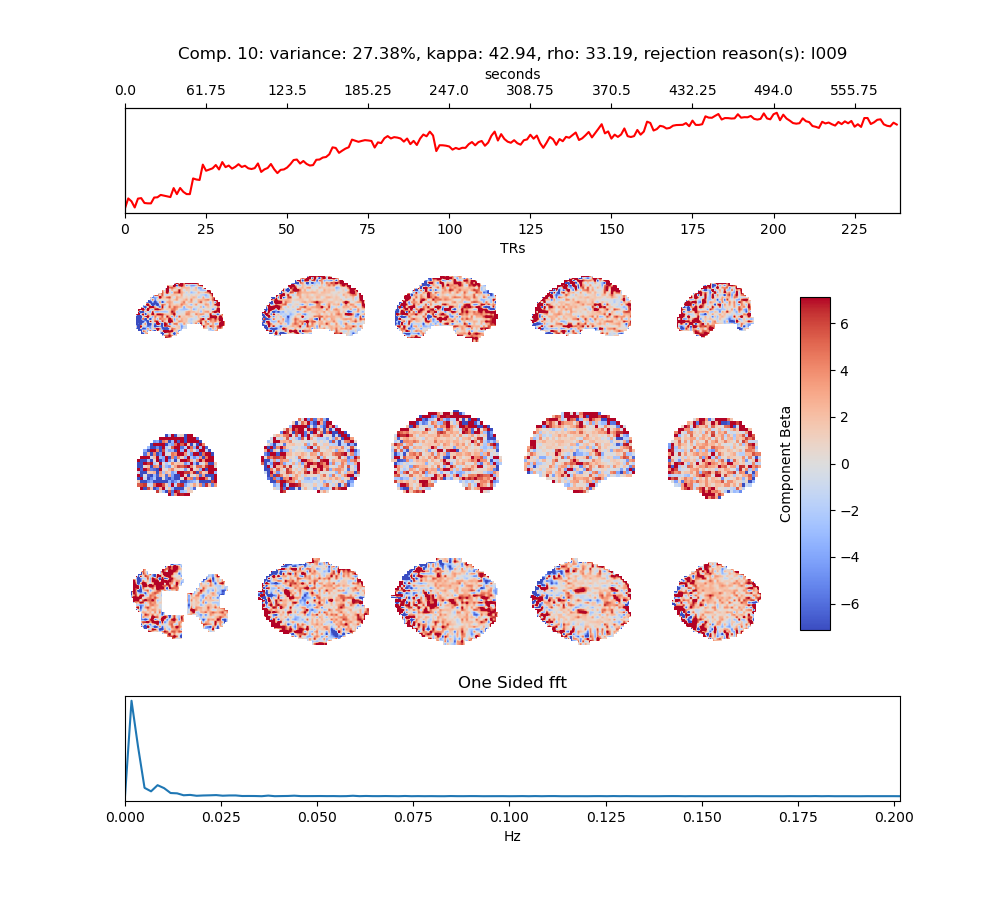 Comp. 10: variance: 27.38%, kappa: 42.94, rho: 33.19, rejection reason(s): I009
seconds
0.0 61.75 123.5 185.25 247.0 308.75 370.5 432.25 494.0 555.75
0 25 50 75 100 125 150 175 200 225
TRs
6
4
2
0
−2
−4
−6
Component Beta
One Sided fft
0.000 0.025 0.050 0.075 0.100 0.125 0.150 0.175 0.200
Hz